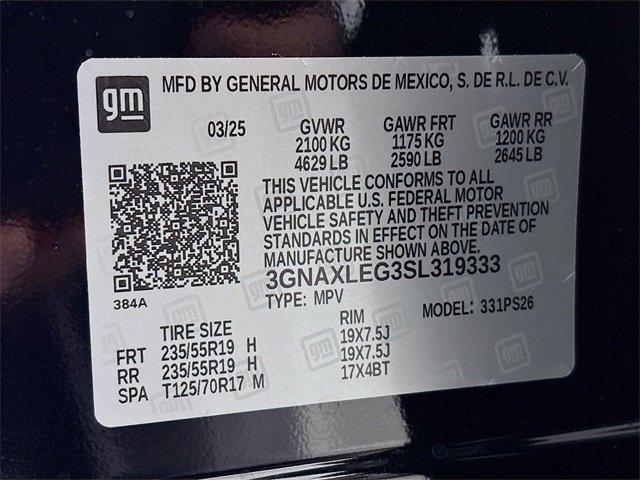 gm
MFD BY GENERAL MOTORS DE MEXICO, S. DE R.L. DE C.V.
03/25 GVWR GAWR FRT GAWR RR
2100 KG 1175 KG 1200 KG
4629 LB 2590 LB 2645 LB
THIS VEHICLE CONFORMS TO ALL
APPLICABLE U.S. FEDERAL MOTOR
VEHICLE SAFETY AND THEFT PREVENTION
STANDARDS IN EFFECT ON THE DATE OF
MANUFACTURE SHOWN ABOVE.
3GNAXLEG3SL319333
384A
TYPE: MPV MODEL: 331PS26
TIRE SIZE RIM
FRT 235/55R19 H 19X7.5J
RR 235/55R19 H 19X7.5J
SPA T125/70R17 M 17X4BT